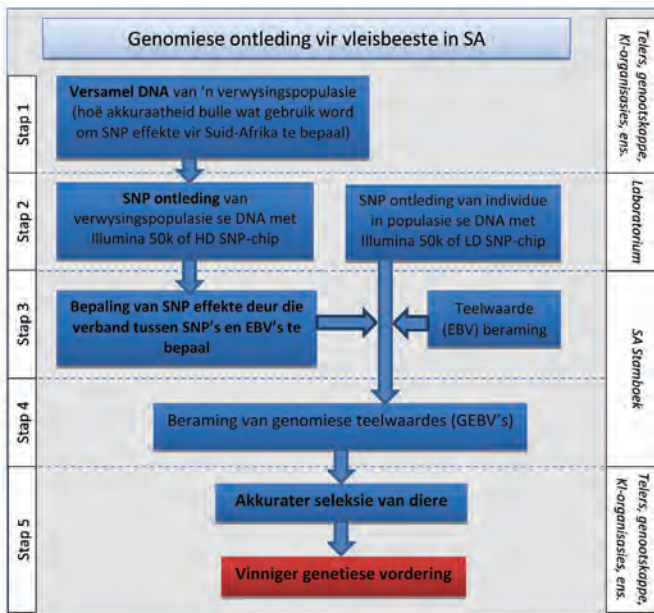 Genomiese ontleding vir vleisbeeste in SA
Telers, genootskappe,
KI-organisasies, ens.
Stap 1
Versamel DNA van ‘n verwysingspopulasie
(hoë akkuraatheid bulle wat gebruik word
om SNP effekte vir Suid-Afrika te bepaal)
Stap 2
SNP ontleding van
verwysingspopulasie se DNA met
Illumina 50k of HD SNP-chip
SNP ontleding van individue
in populasie se DNA met
Illumina 50k of LD SNP-chip
Laboratorium
Stap 3
Bepaling van SNP effekte deur die
verband tussen SNP’s en EBV’s te
bepaal
Teelwaarde
(EBV) beraming
SA Stamboek
Stap 4
Beraming van genomiese teelwaardes (GEBV’s)
Stap 5
Akkurater seleksie van diere
Vinniger genetiese vordering
Telers, genootskappe,
KI-organisasies, ens.